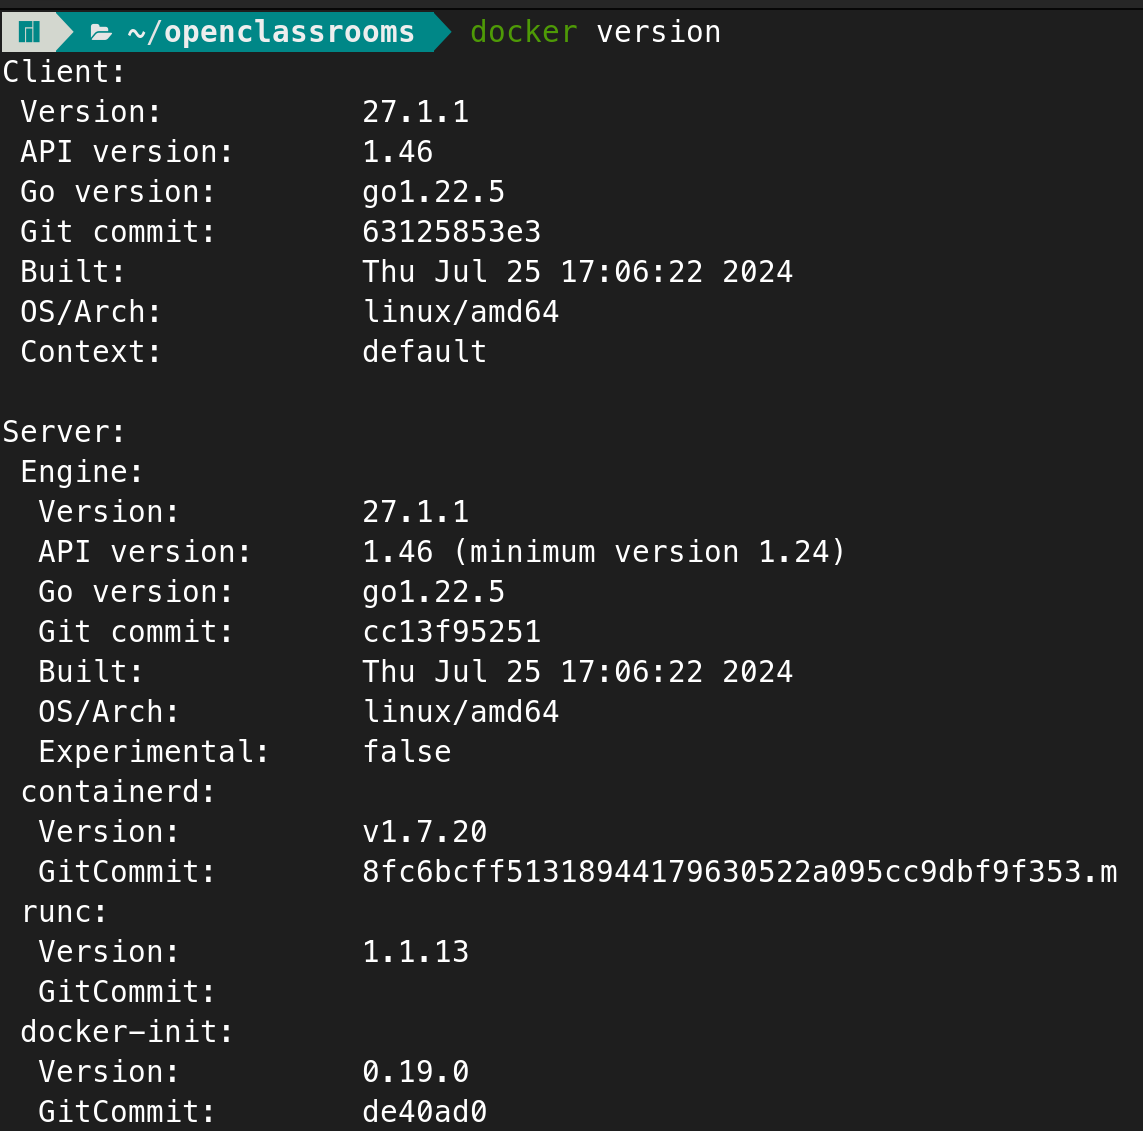 ~/openclassrooms docker version
Client:
 Version:           27.1.1
 API version:       1.46
 Go version:        go1.22.5
 Git commit:        63125853e3
 Built:             Thu Jul 25 17:06:22 2024
 OS/Arch:           linux/amd64
 Context:           default

Server:
 Engine:
  Version:          27.1.1
  API version:      1.46 (minimum version 1.24)
  Go version:       go1.22.5
  Git commit:       cc13f95251
  Built:            Thu Jul 25 17:06:22 2024
  OS/Arch:          linux/amd64
  Experimental:     false
 containerd:
  Version:          v1.7.20
  GitCommit:        8fc6bcff51318944179630522a095cc9dbf9f353.m
 runc:
  Version:          1.1.13
  GitCommit:
 docker-init:
  Version:          0.19.0
  GitCommit:        de40ad0